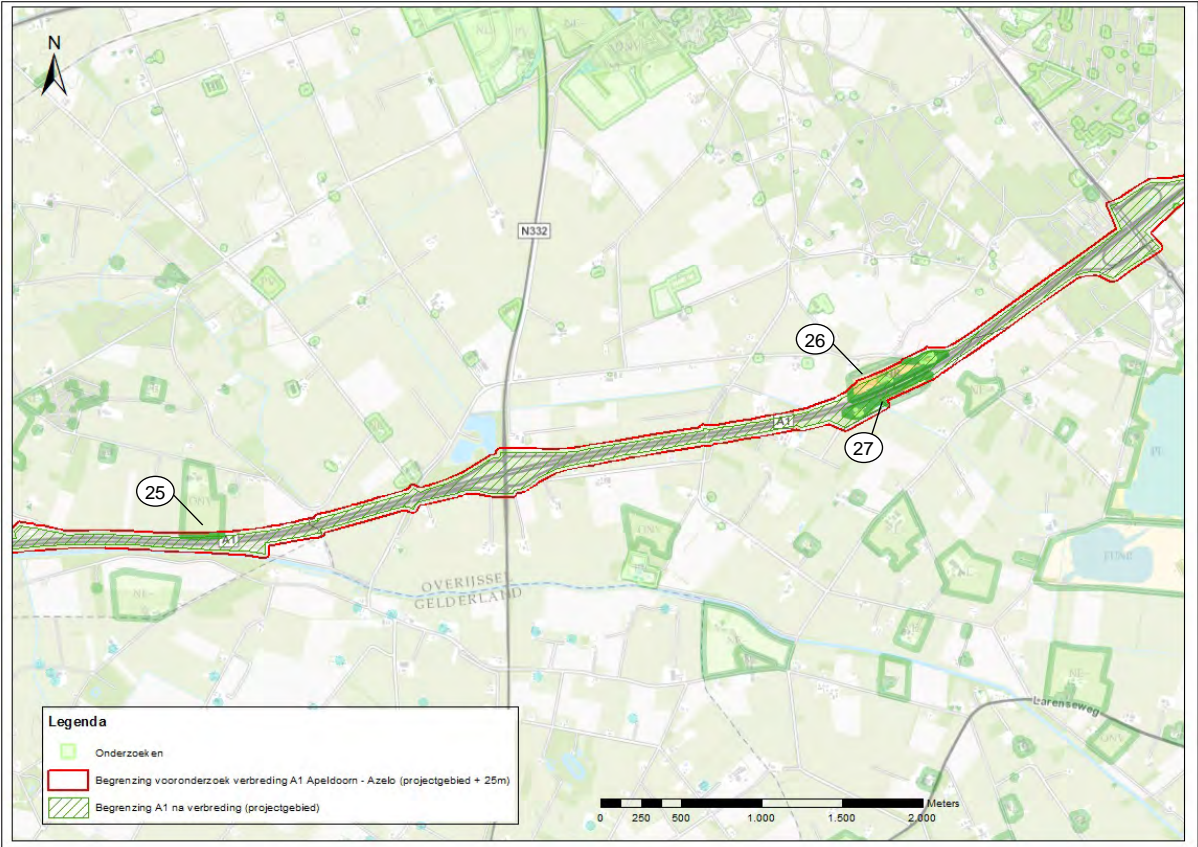 N
N332
26
A1
27
25
A1
OVERIJSSEL
GELDERLAND
Larenseweg
Legenda
Onderzoeken
Begrenzing vooronderzoek verbreding A1 Apeldoorn - Azelo (projectgebied + 25m)
Begrenzing A1 na verbreding (projectgebied)
Meters
0 250 500 1.000 1.500 2.000